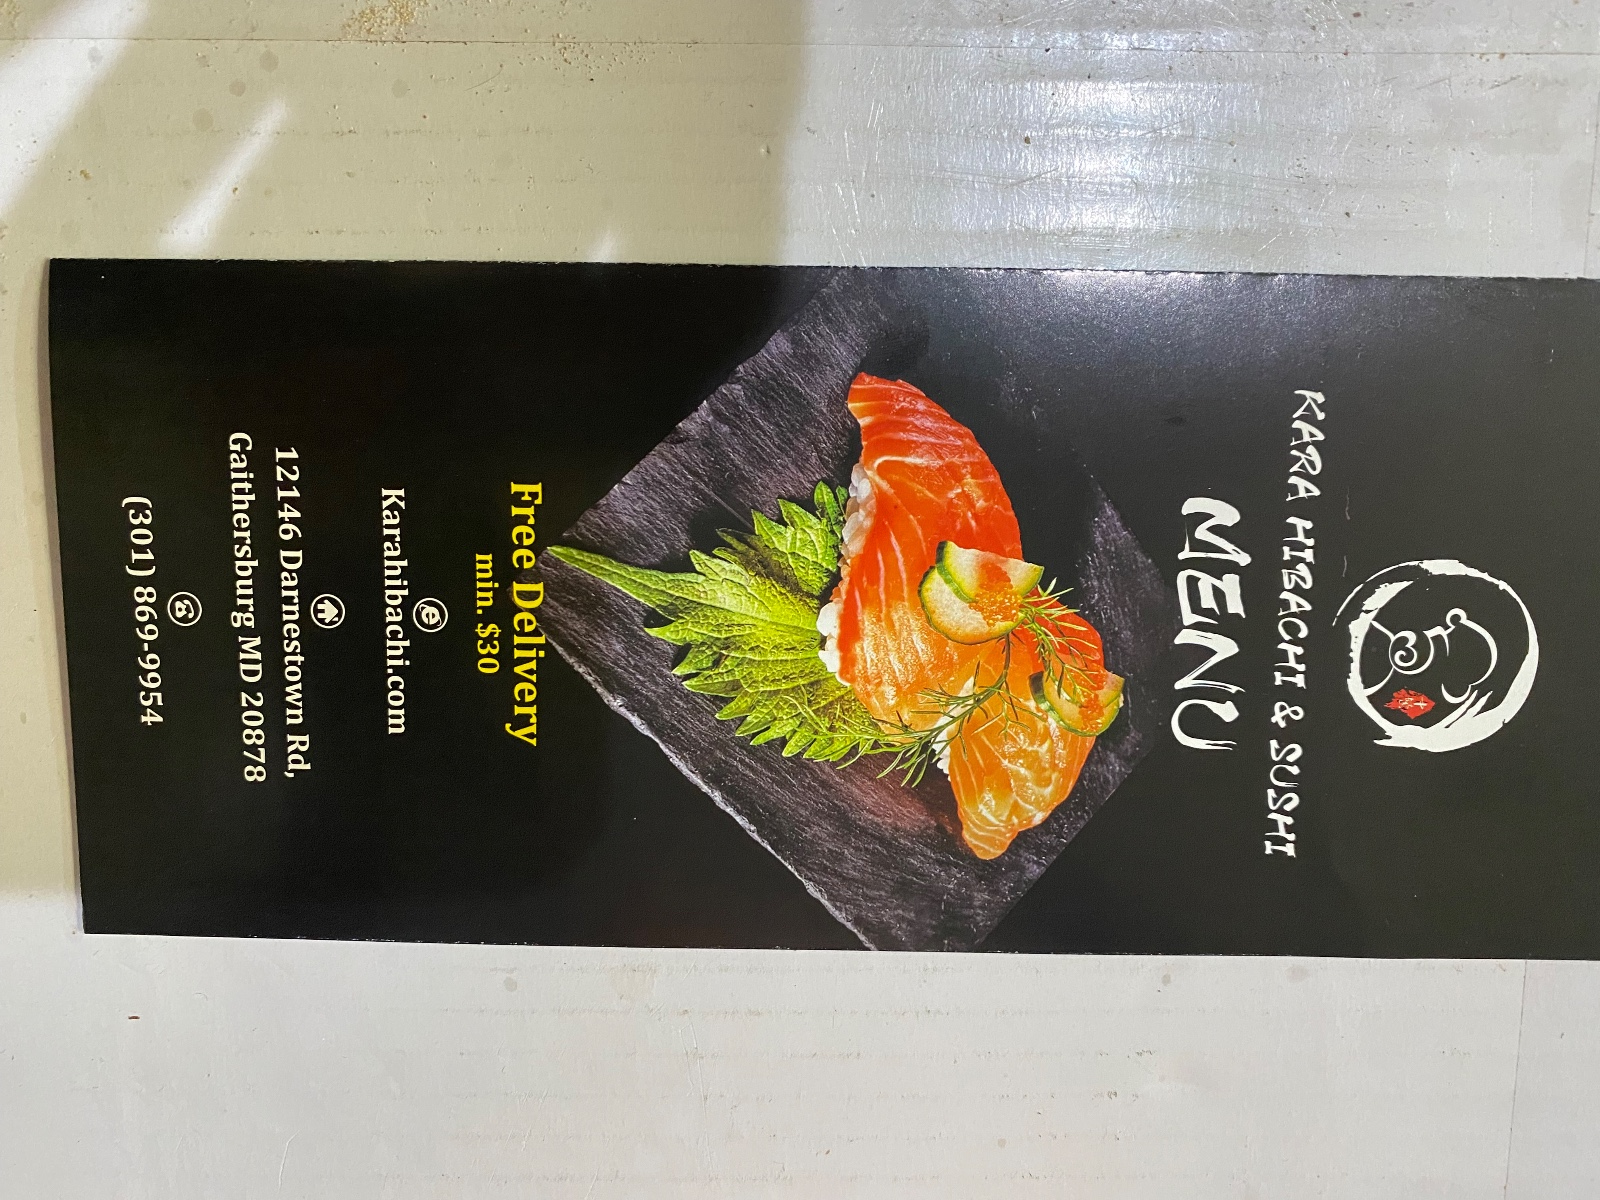 KARA HIBACHI & SUSHI
MENU
Free Delivery
min. $30
Karahibachi.com
12146 Darnestown Rd,
Gaithersburg MD 20878
(301) 869-9954